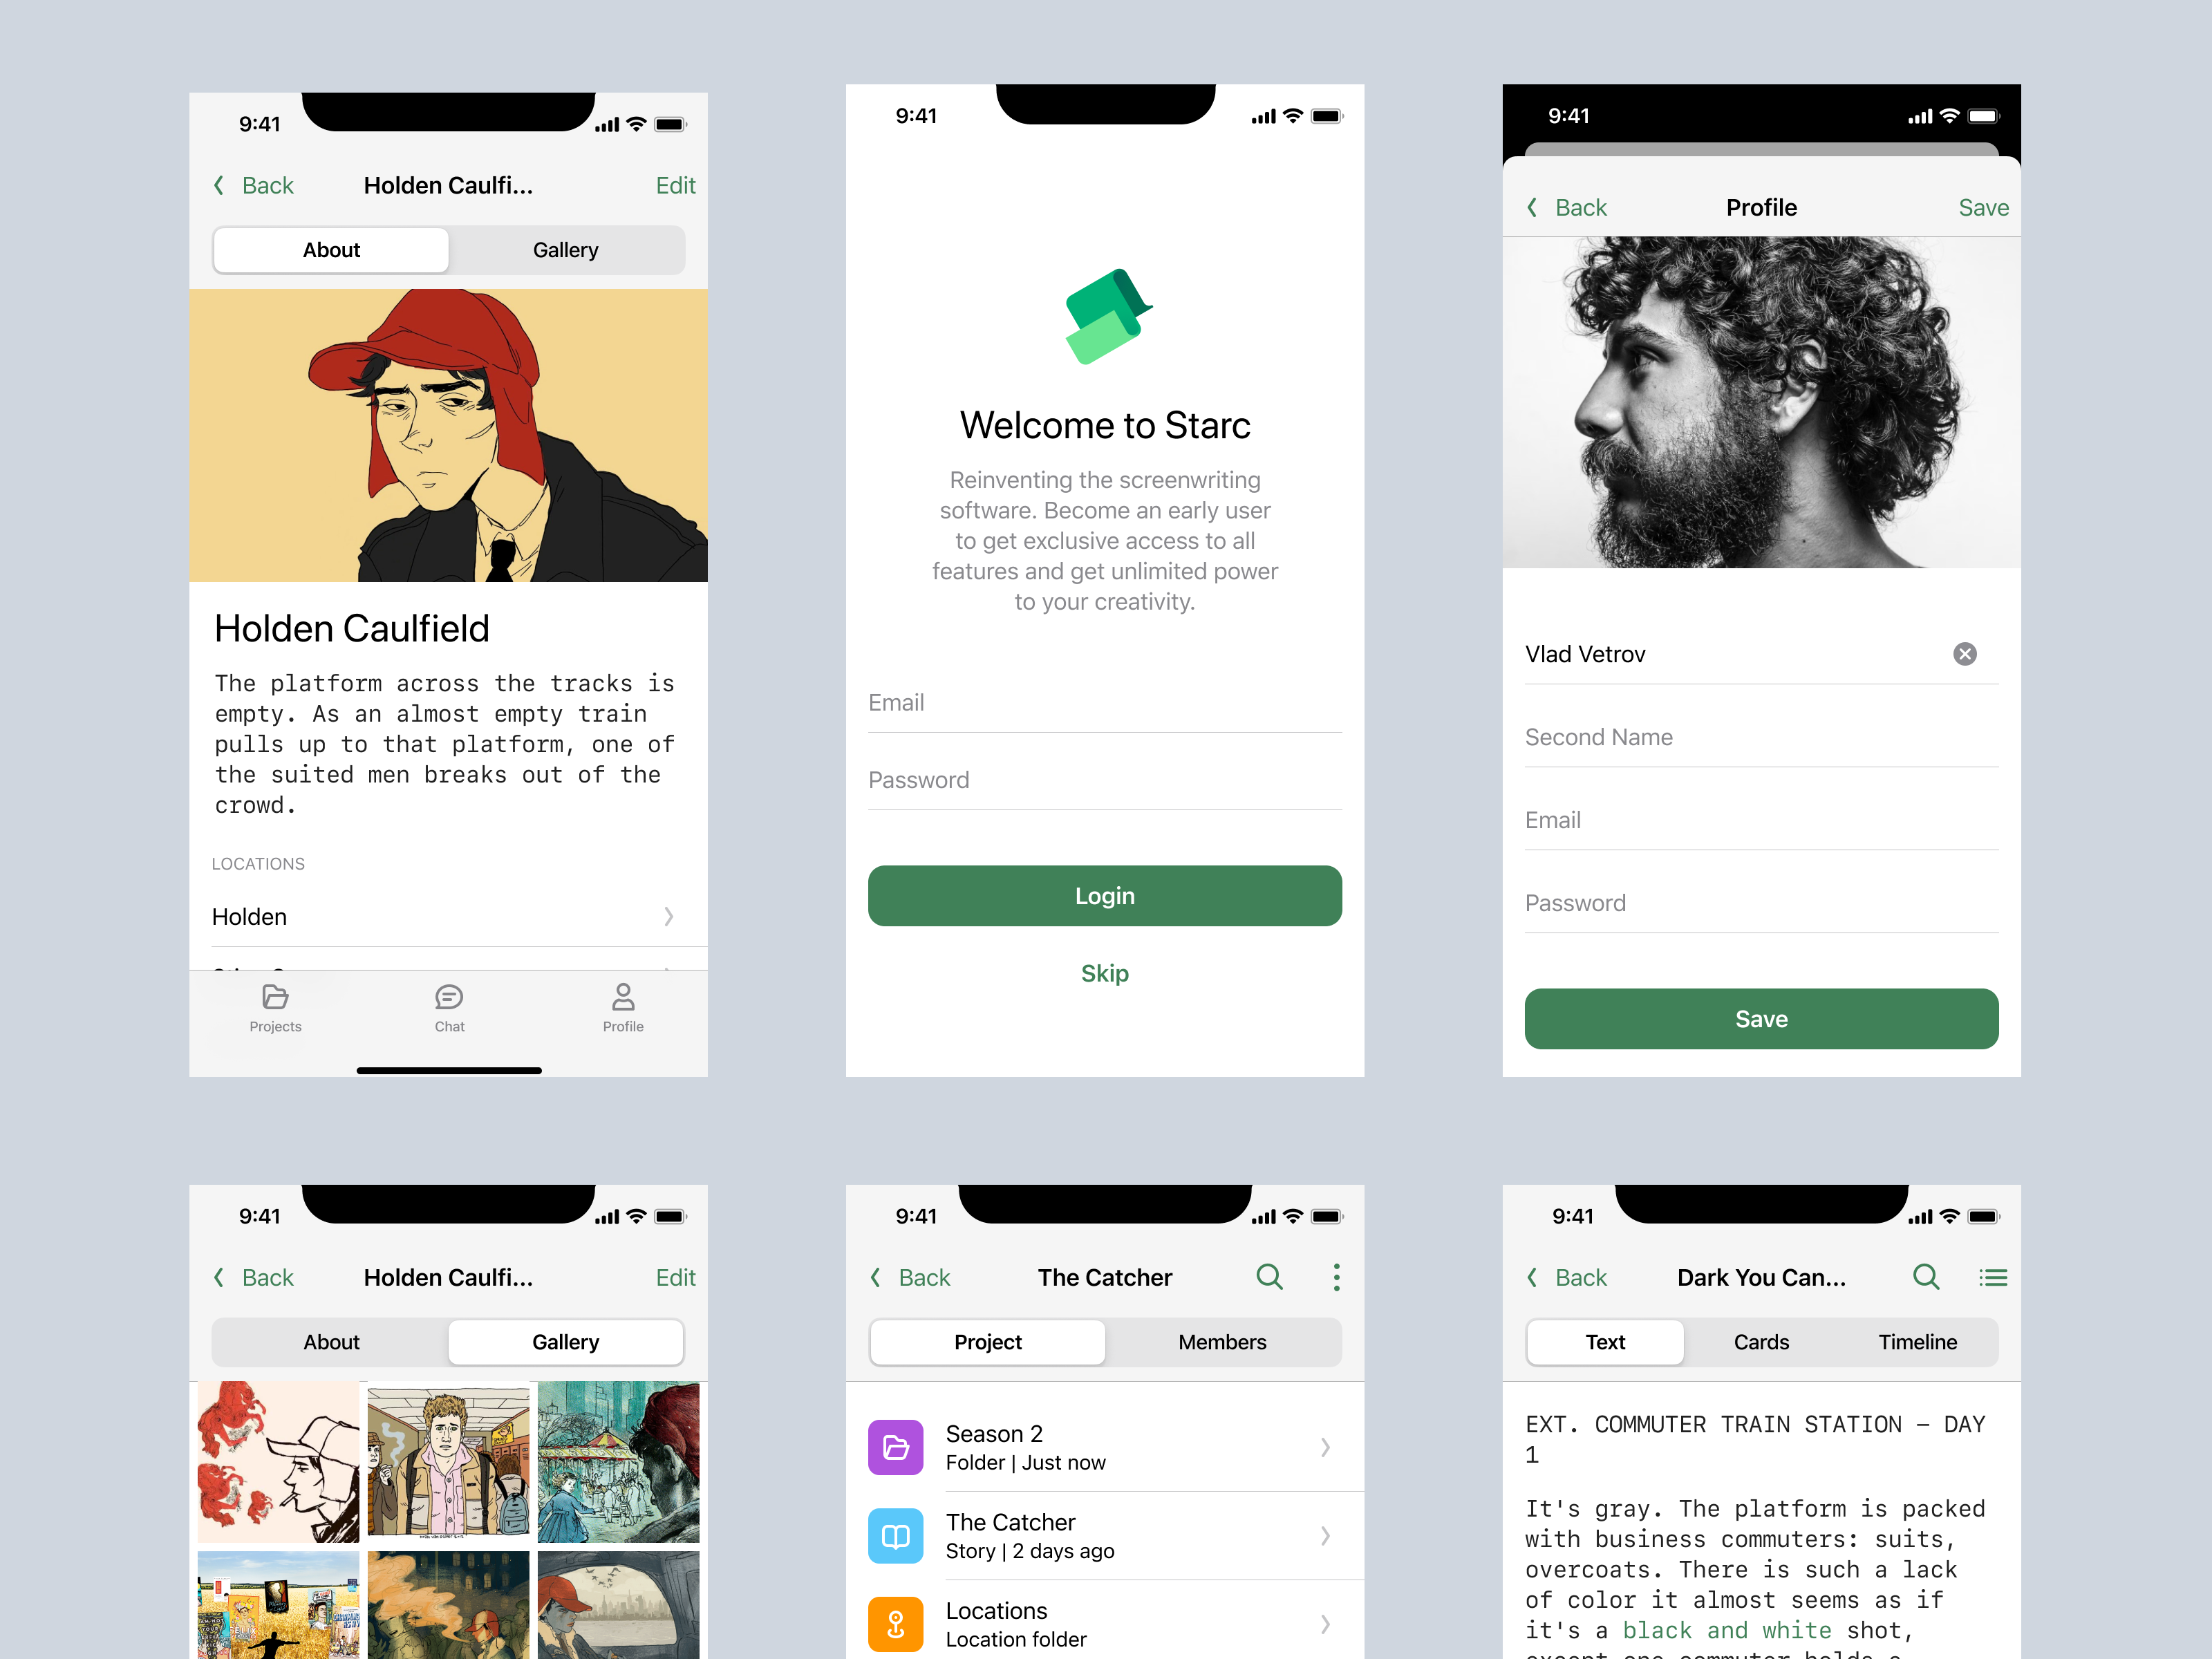 9:41
Back
Holden Caulfi...
Edit
About
Gallery
Holden Caulfield
The platform across the tracks is
empty. As an almost empty train
pulls up to that platform, one of
the suited men breaks out of the
crowd.
LOCATIONS
Holden
Projects
Chat
Profile
9:41
Welcome to Starc
Reinventing the screenwriting
software. Become an early user
to get exclusive access to all
features and get unlimited power
to your creativity.
Email
Password
Login
Skip
9:41
Back
Profile
Save
Vlad Vetrov
Second Name
Email
Password
Save
9:41
Back
Holden Caulfi...
Edit
About
Gallery
9:41
Back
The Catcher
Project
Members
Season 2
Folder | Just now
The Catcher
Story | 2 days ago
Locations
Location folder
9:41
Back
Dark You Can...
Text
Cards
Timeline
EXT. COMMUTER TRAIN STATION – DAY
1
It's gray. The platform is packed
with business commuters: suits,
overcoats. There is such a lack
of color it almost seems as if
it's a black and white shot,
except one commuter holds a